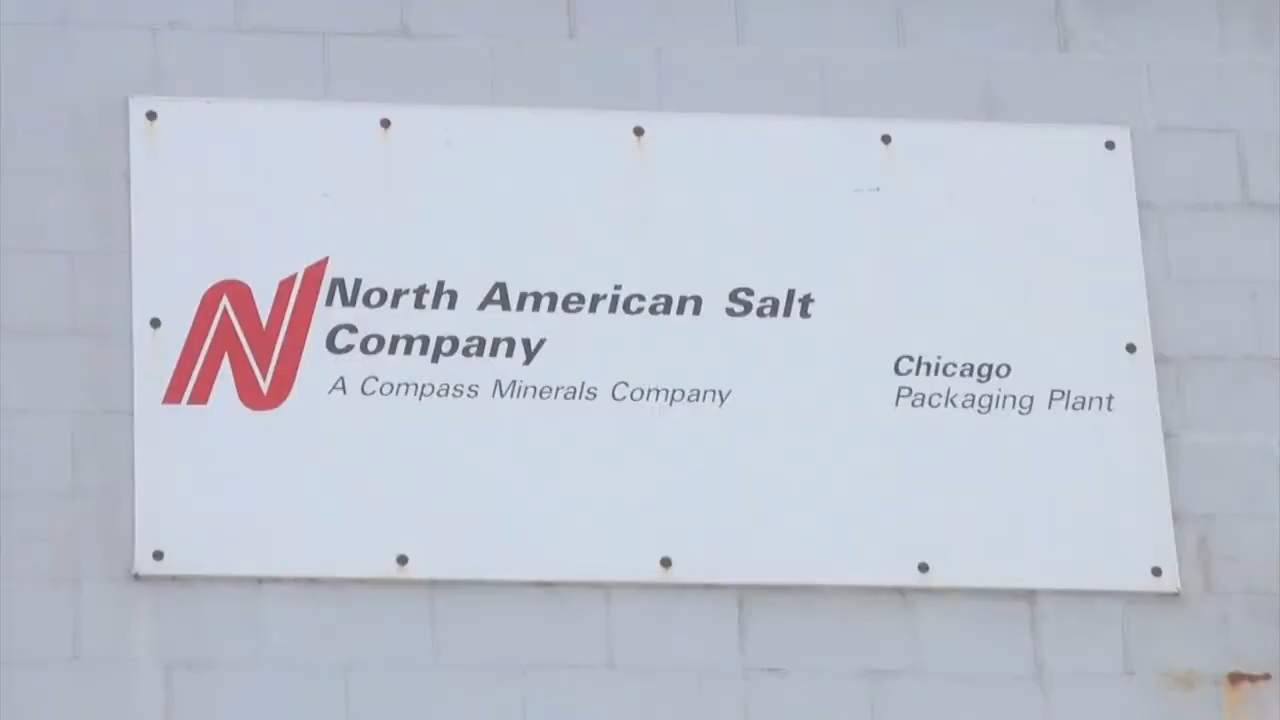 North American Salt
Company
A Compass Minerals Company
Chicago
Packaging Plant